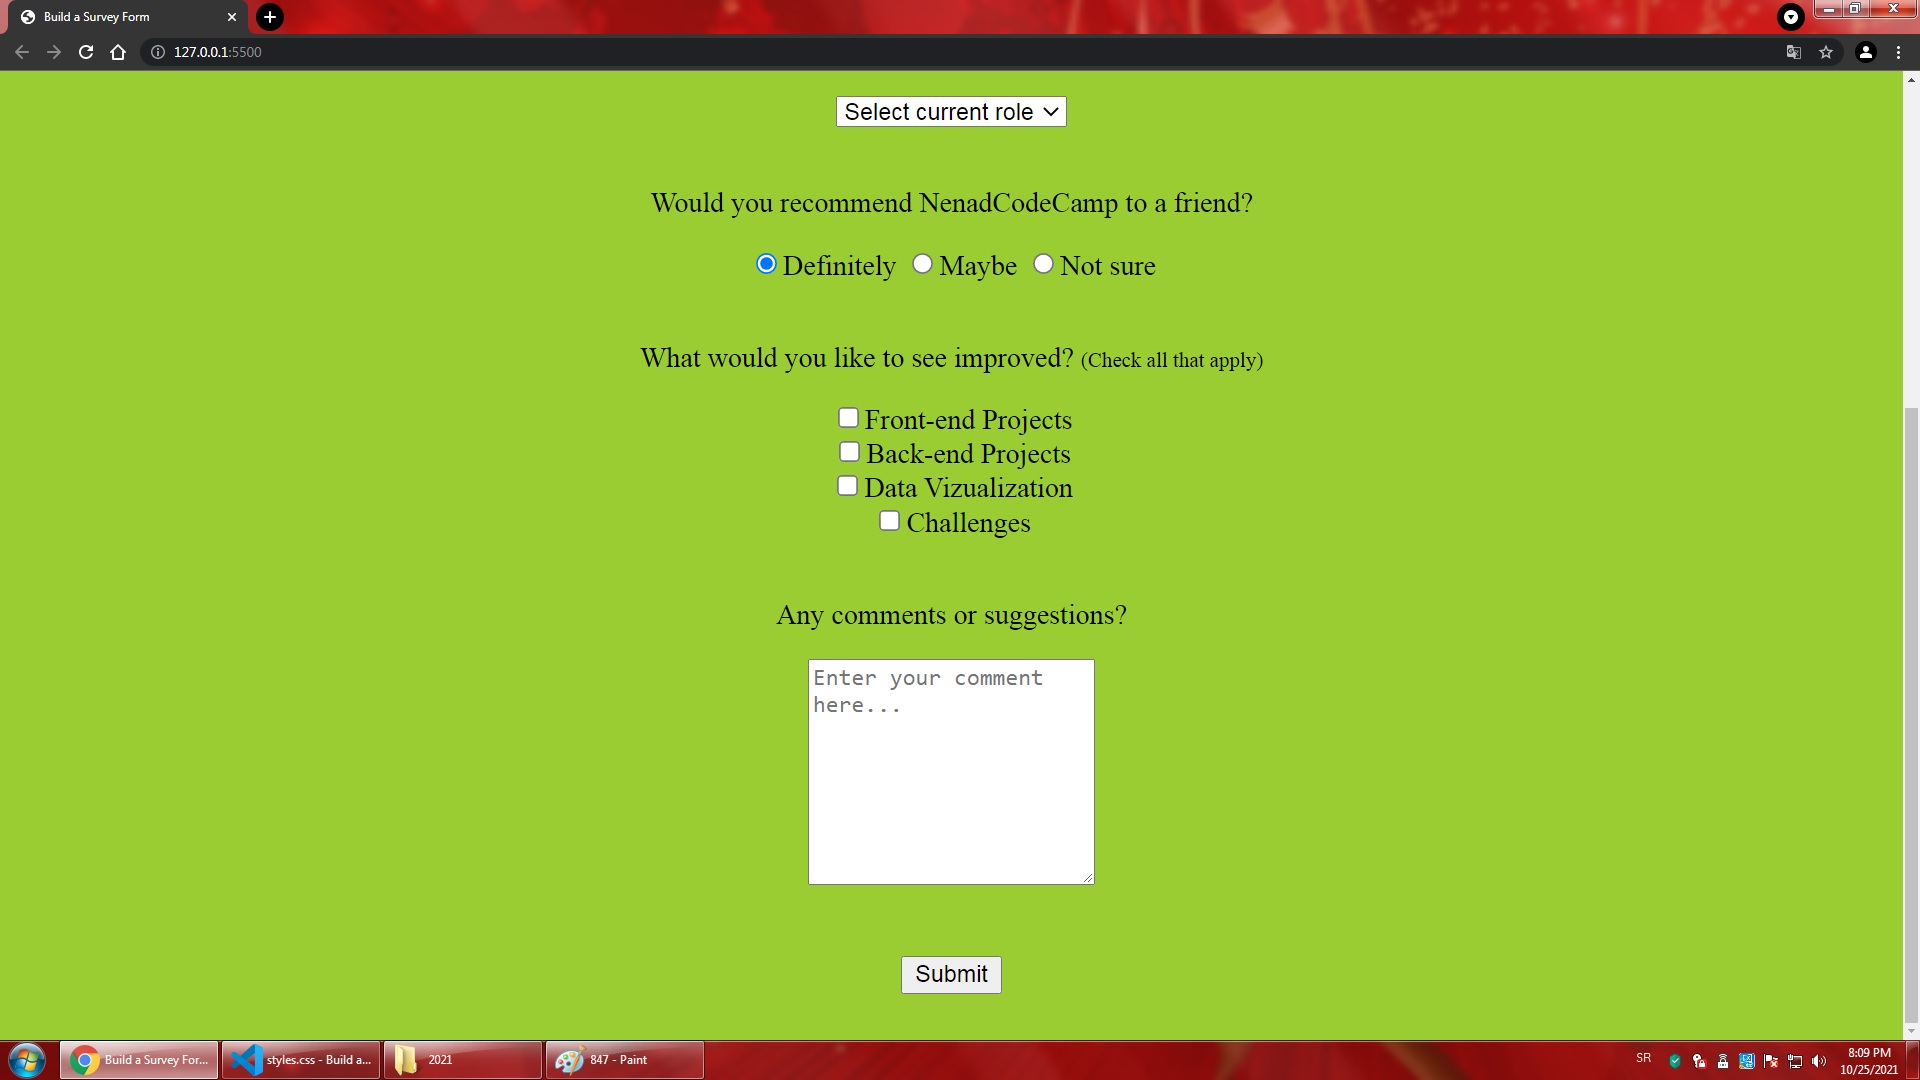 Build a Survey Form
127.0.0.1:5500
Select current role
Would you recommend NenadCodeCamp to a friend?
Definitely Maybe Not sure
What would you like to see improved? (Check all that apply)
Front-end Projects
Back-end Projects
Data Vizualization
Challenges
Any comments or suggestions?
Enter your comment
here...
Submit
Build a Survey For... styles.css - Build a... 2021 847 - Paint SR 8:09 PM
10/25/2021